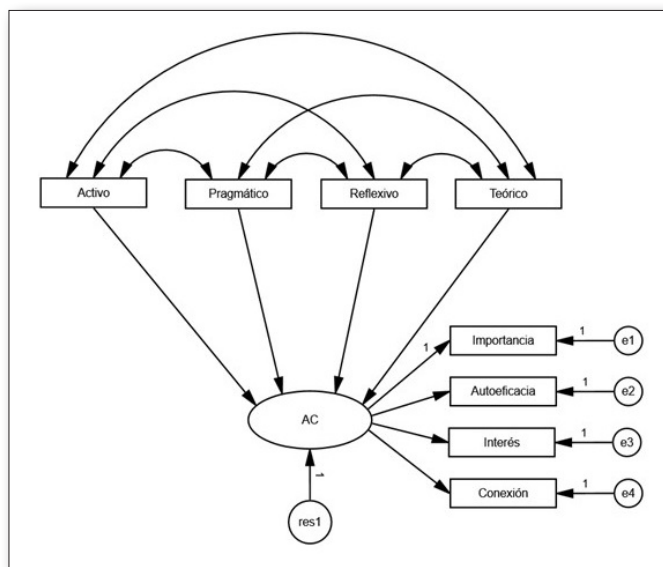 Activo
Pragmático
Reflexivo
Teórico
1
Importancia
1
e1
Autoeficacia
1
e2
AC
Interés
1
e3
Conexión
1
e4
1
res1